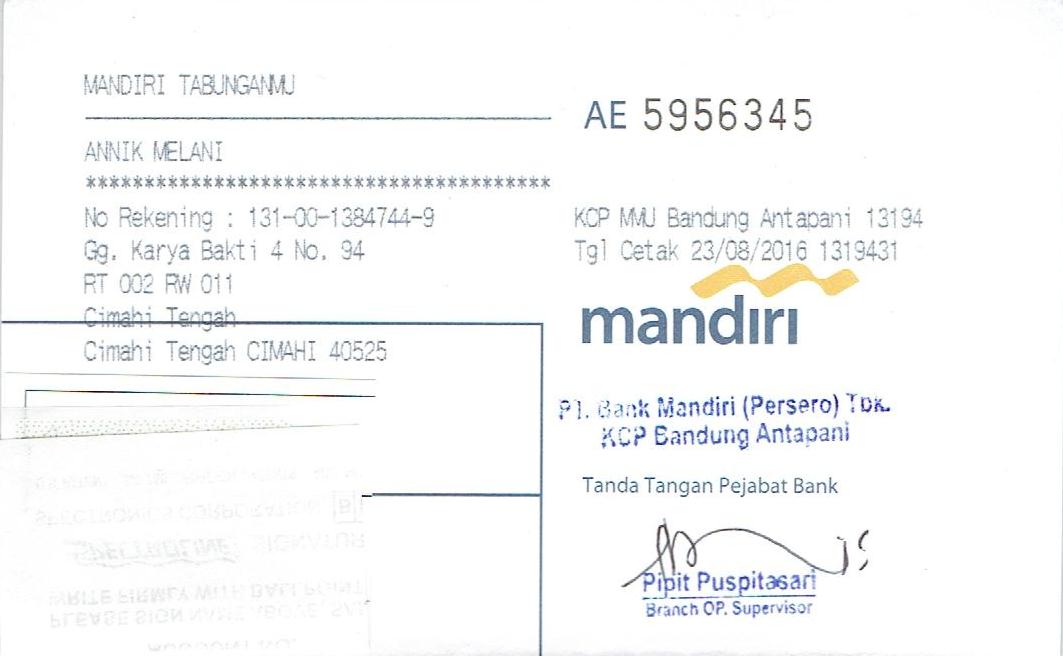 MANDIRI TABUNGANMU
AE 5956345
ANNIK MELANI
****************************************
No Rekening : 131-00-1384744-9
Gg. Karya Bakti 4 No. 94
RT 002 RW 011
Cimahi Tengah
Cimahi Tengah CIMAHI 40525
KCP MMU Bandung Antapani 13194
Tgl Cetak 23/08/2016 1319431
mandiri
PT. Bank Mandiri (Persero) Tbk.
KCP Bandung Antapani
Tanda Tangan Pejabat Bank
Pipit Puspitasari
Branch OP. Supervisor
SPECTRONICS CORPORATION B
SPECTROLINE SIGNATUR
WRITE FIRMLY WITH BALL POINT
PLEASE SIGN NAME ABOVE,
ACCOUNT NO.